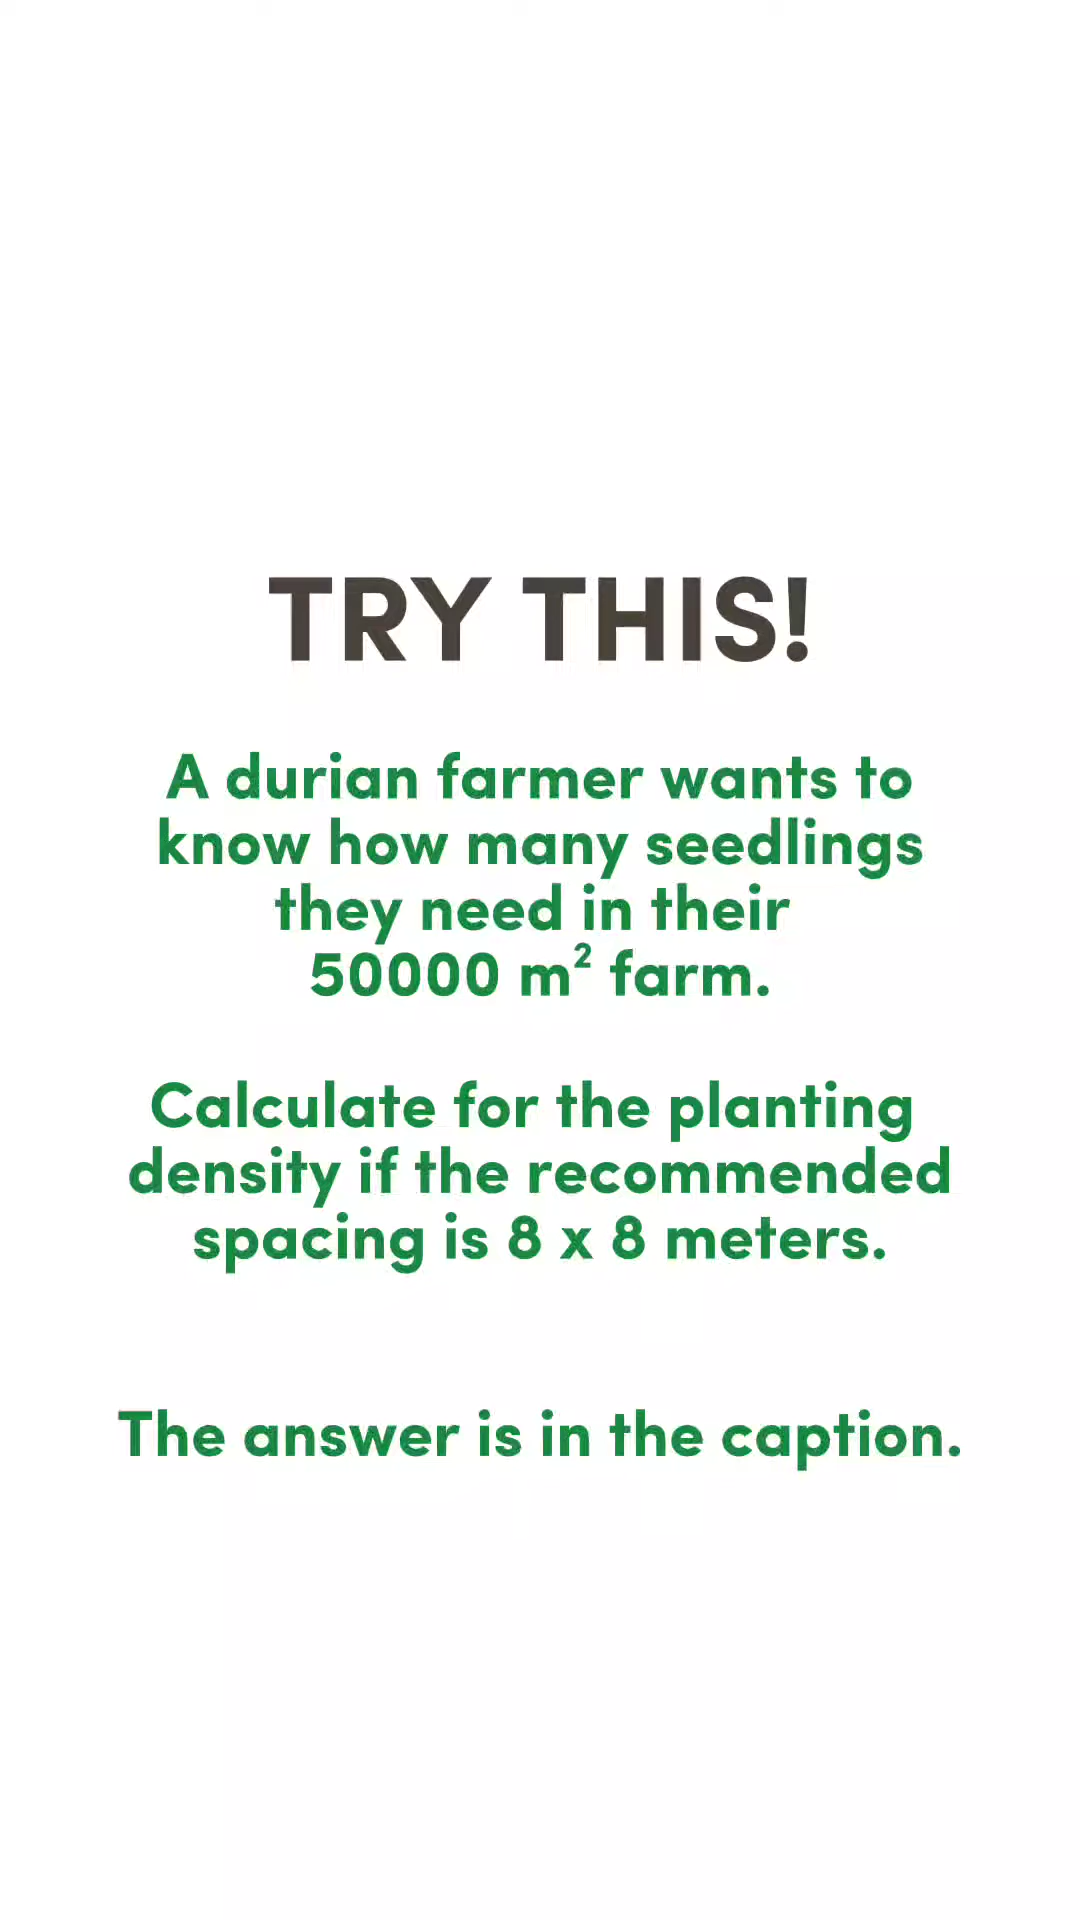 TRY THIS!
A durian farmer wants to
know how many seedlings
they need in their
50000 m² farm.
Calculate for the planting
density if the recommended
spacing is 8 x 8 meters.
The answer is in the caption.